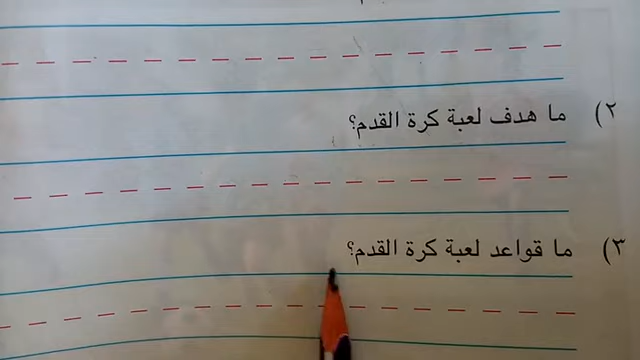 ٢) ما هدف لعبة كرة القدم؟
٣) ما قواعد لعبة كرة القدم؟